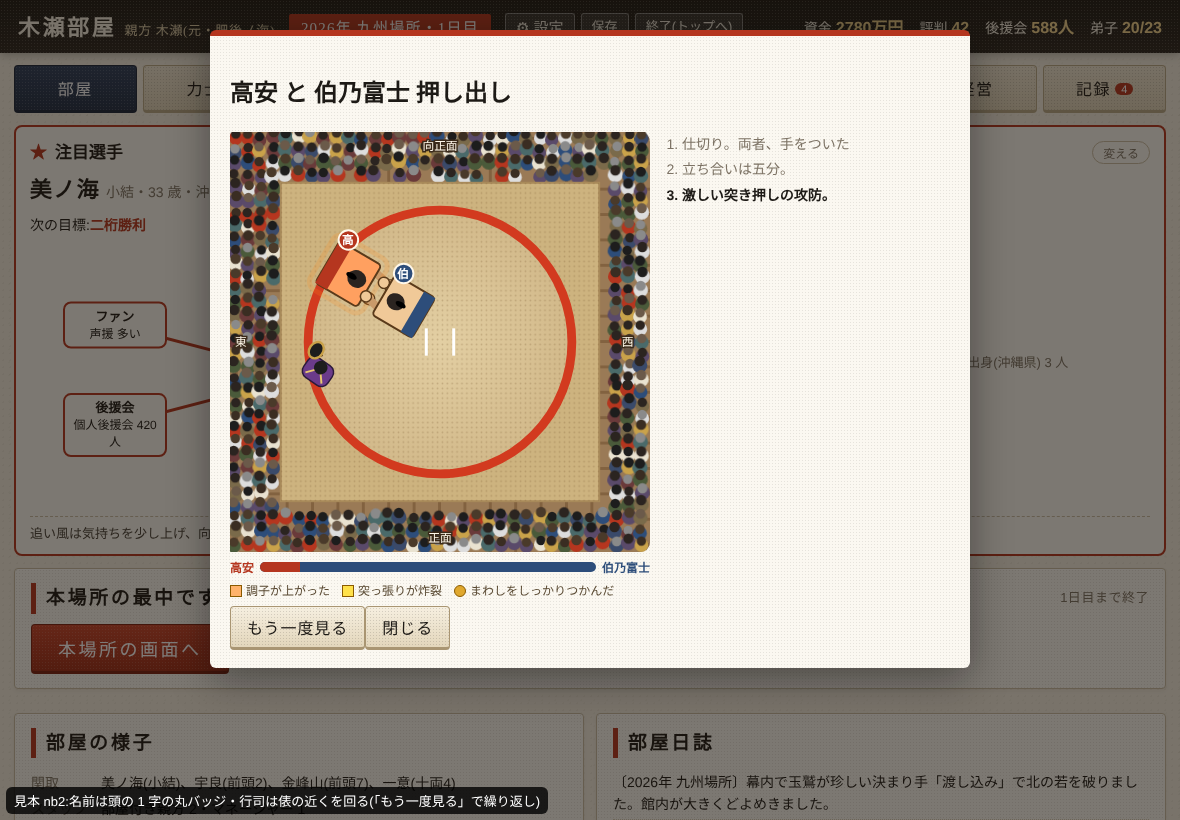 木瀬部屋 親方 木瀬(元・肥後ノ海) 2026年 九州場所・1日目 設定 保存 終了(トップへ) 資金 2780万円 評判 42 後援会 588人 弟子 20/23
部屋 経営 記録 4
★ 注目選手 変える
美ノ海 小結・33 歳・沖
次の目標:二桁勝利
ファン
声援 多い
後援会
個人後援会 420
人
出身(沖縄県) 3 人
追い風は気持ちを少し上げ、向
高安 と 伯乃富士 押し出し
向正面
東
西
正面
高
伯
1. 仕切り。両者、手をついた
2. 立ち合いは五分。
3. 激しい突き押しの攻防。
高安 伯乃富士
調子が上がった 突っ張りが炸裂 まわしをしっかりつかんだ
もう一度見る 閉じる
本場所の最中です 1日目まで終了
本場所の画面へ
部屋の様子
関取 美ノ海(小結)、宇良(前頭2)、金峰山(前頭7)、一意(十両4)
部屋日誌
〔2026年 九州場所〕幕内で玉鷲が珍しい決まり手「渡し込み」で北の若を破りまし
た。館内が大きくどよめきました。
見本 nb2:名前は頭の 1 字の丸バッジ・行司は俵の近くを回る(「もう一度見る」で繰り返し)